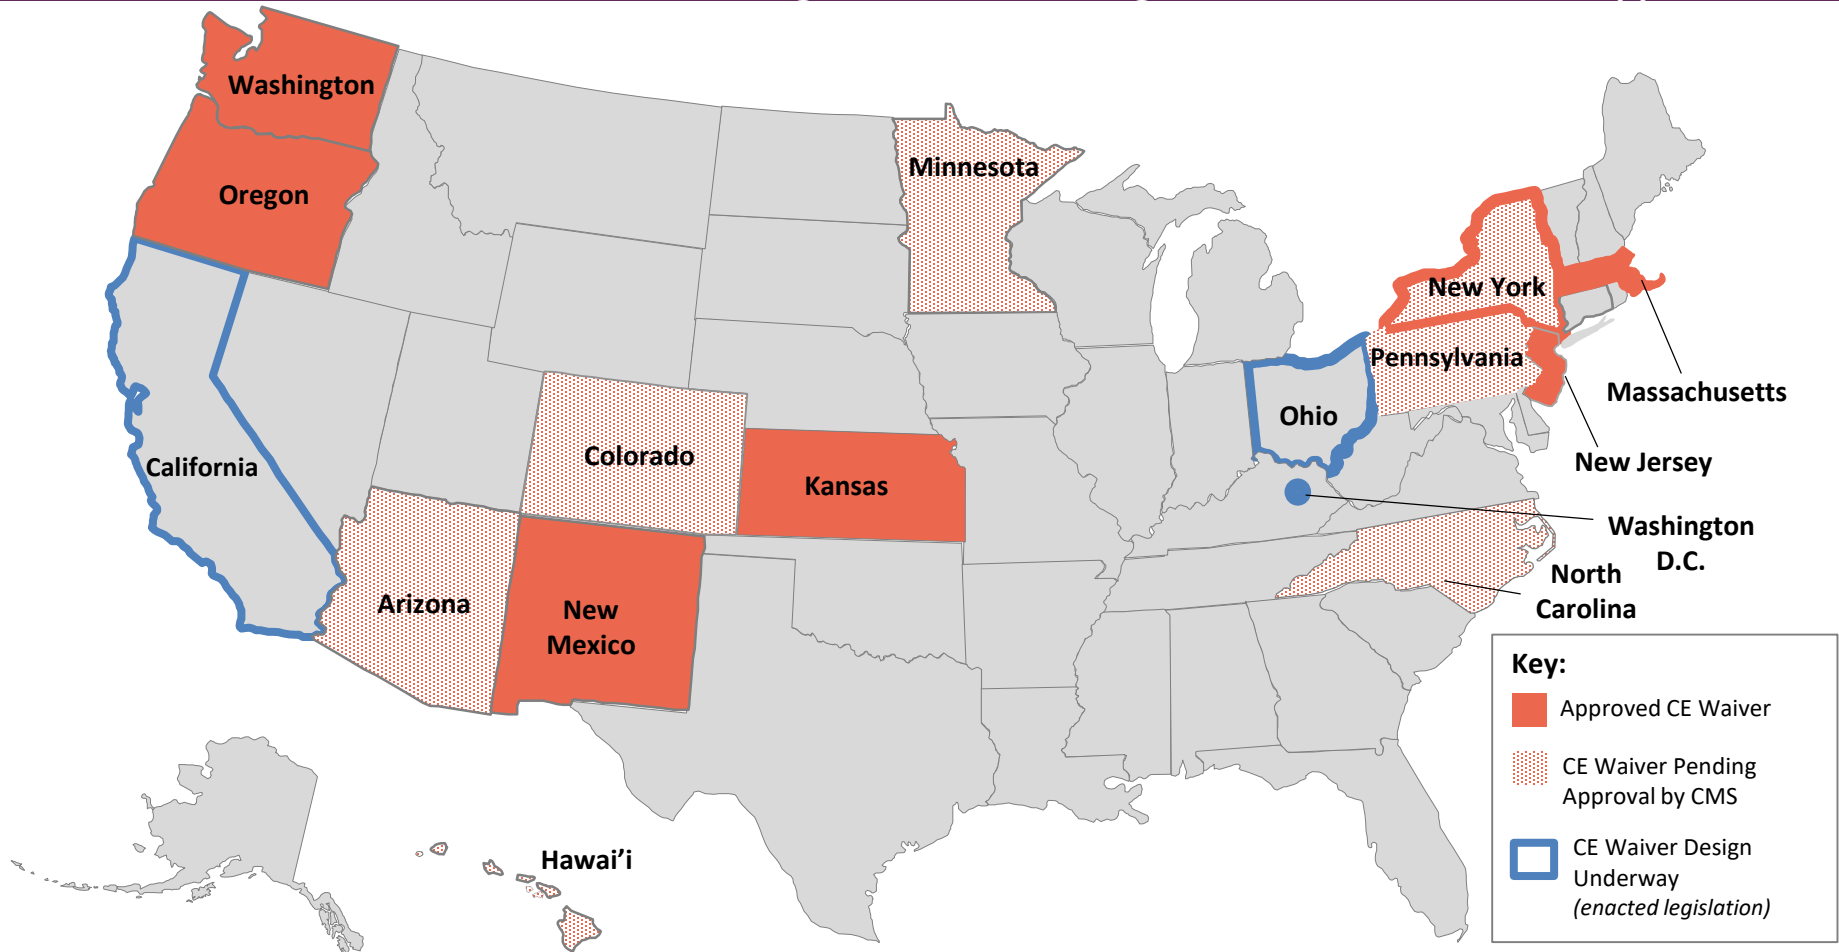 Washington
Oregon
Minnesota
New York
Pennsylvania
Massachusetts
Ohio
New Jersey
California
Colorado
Kansas
Washington
D.C.
North
Carolina
Arizona
New
Mexico
Hawai'i
Key:
Approved CE Waiver
CE Waiver Pending
Approval by CMS
CE Waiver Design
Underway
(enacted legislation)